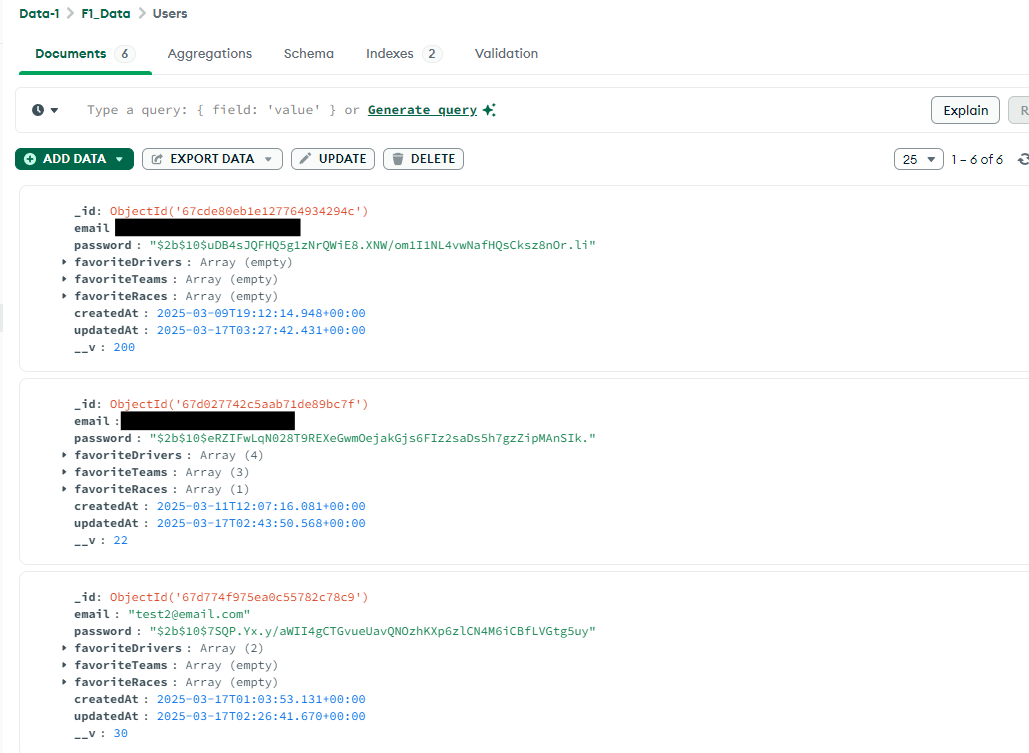 Data-1 > F1_Data > Users
Documents 6 Aggregations Schema Indexes 2 Validation
Type a query: { field: 'value' } or Generate query
Explain
R
ADD DATA EXPORT DATA UPDATE DELETE 25 1 – 6 of 6
_id: ObjectId('67cde80eb1e127764934294c')
email
password : "$2b$10$uDB4sJQFHQ5g1zNrQWiE8.XNW/om1I1NL4vwNafHQsCksz8nOr.li"
favoriteDrivers : Array (empty)
favoriteTeams : Array (empty)
favoriteRaces : Array (empty)
createdAt : 2025-03-09T19:12:14.948+00:00
updatedAt : 2025-03-17T03:27:42.431+00:00
__v : 200
_id: ObjectId('67d027742c5aab71de89bc7f')
email :
password : "$2b$10$eRZIFwLqN028T9REXeGwmOejakGjs6FIz2saDs5h7gzZipMAnSIk."
favoriteDrivers : Array (4)
favoriteTeams : Array (3)
favoriteRaces : Array (1)
createdAt : 2025-03-11T12:07:16.081+00:00
updatedAt : 2025-03-17T02:43:50.568+00:00
__v : 22
_id: ObjectId('67d774f975ea0c55782c78c9')
email : "test2@email.com"
password : "$2b$10$7SQP.Yx.y/aWII4gCTGvueUavQNOzhKXp6zlCN4M6iCBfLVGtg5uy"
favoriteDrivers : Array (2)
favoriteTeams : Array (empty)
favoriteRaces : Array (empty)
createdAt : 2025-03-17T01:03:53.131+00:00
updatedAt : 2025-03-17T02:26:41.670+00:00
__v : 30